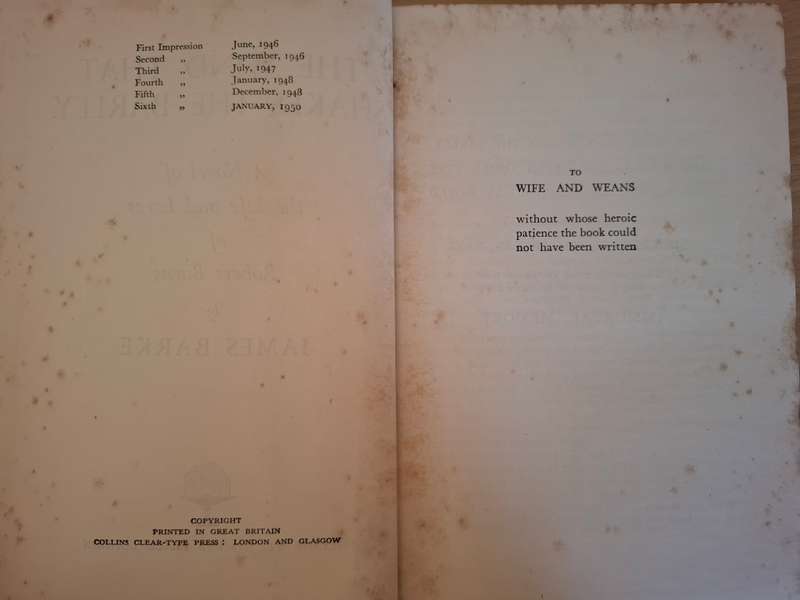 First Impression June, 1946
Second „ September, 1946
Third „ July, 1947
Fourth „ January, 1948
Fifth „ December, 1948
Sixth „ JANUARY, 1950
JAMES BARKE
COPYRIGHT
PRINTED IN GREAT BRITAIN
COLLINS CLEAR-TYPE PRESS : LONDON AND GLASGOW
TO
WIFE AND WEANS
without whose heroic
patience the book could
not have been written